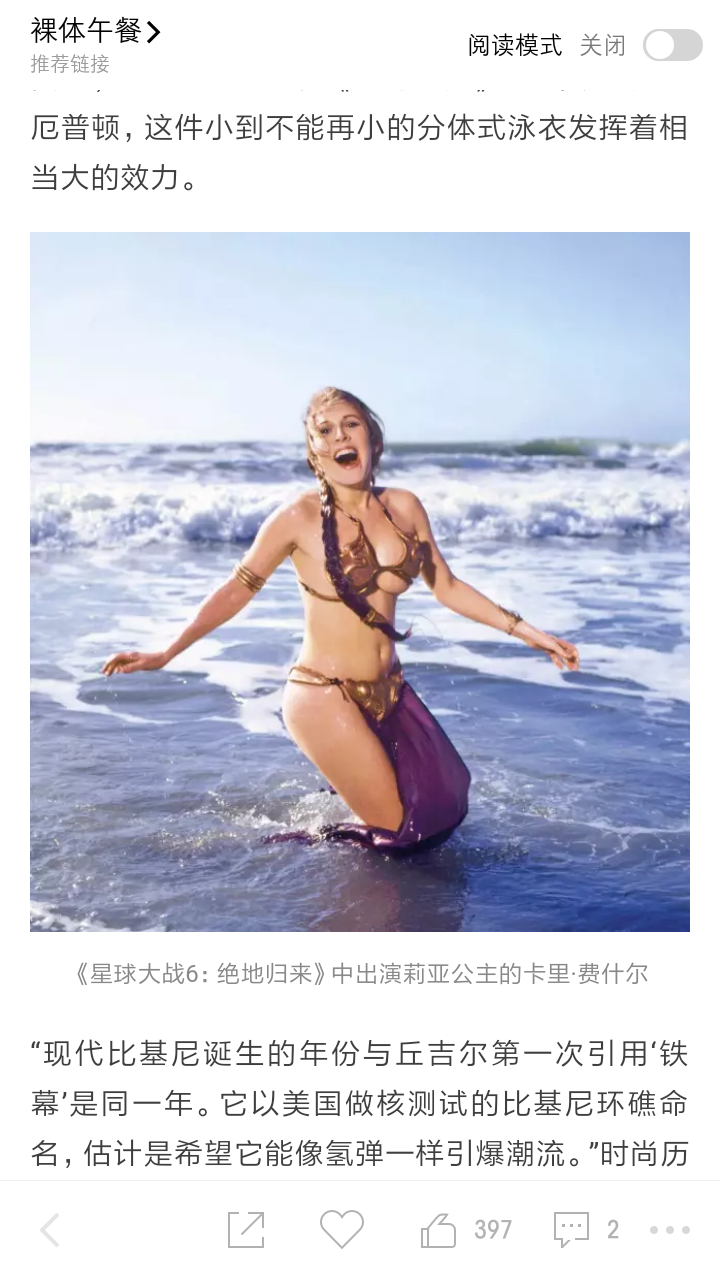 裸体午餐
推荐链接
阅读模式 关闭
厄普顿，这件小到不能再小的分体式泳衣发挥着相
当大的效力。
《星球大战6：绝地归来》中出演莉亚公主的卡里·费什尔
“现代比基尼诞生的年份与丘吉尔第一次引用‘铁
幕’是同一年。它以美国做核测试的比基尼环礁命
名，估计是希望它能像氢弹一样引爆潮流。”时尚历
397
2